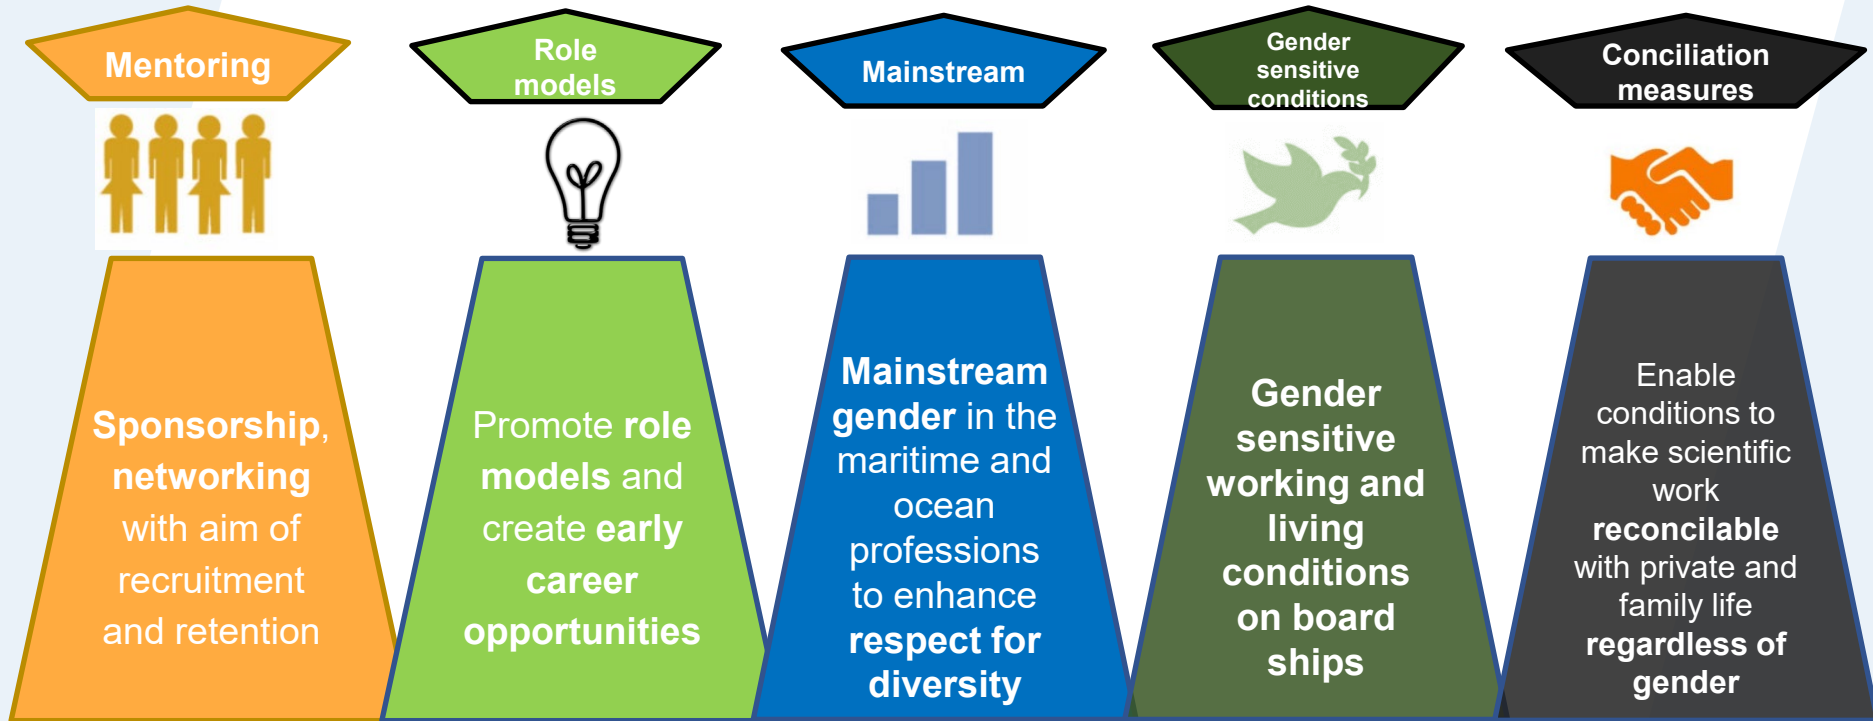 Mentoring
Role
models
Mainstream
Gender
sensitive
conditions
Conciliation
measures
Sponsorship,
networking
with aim of
recruitment
and retention
Promote role
models and
create early
career
opportunities
Mainstream
gender in the
maritime and
ocean
professions
to enhance
respect for
diversity
Gender
sensitive
working and
living
conditions
on board
ships
Enable
conditions to
make scientific
work
reconcilable
with private and
family life
regardless of
gender